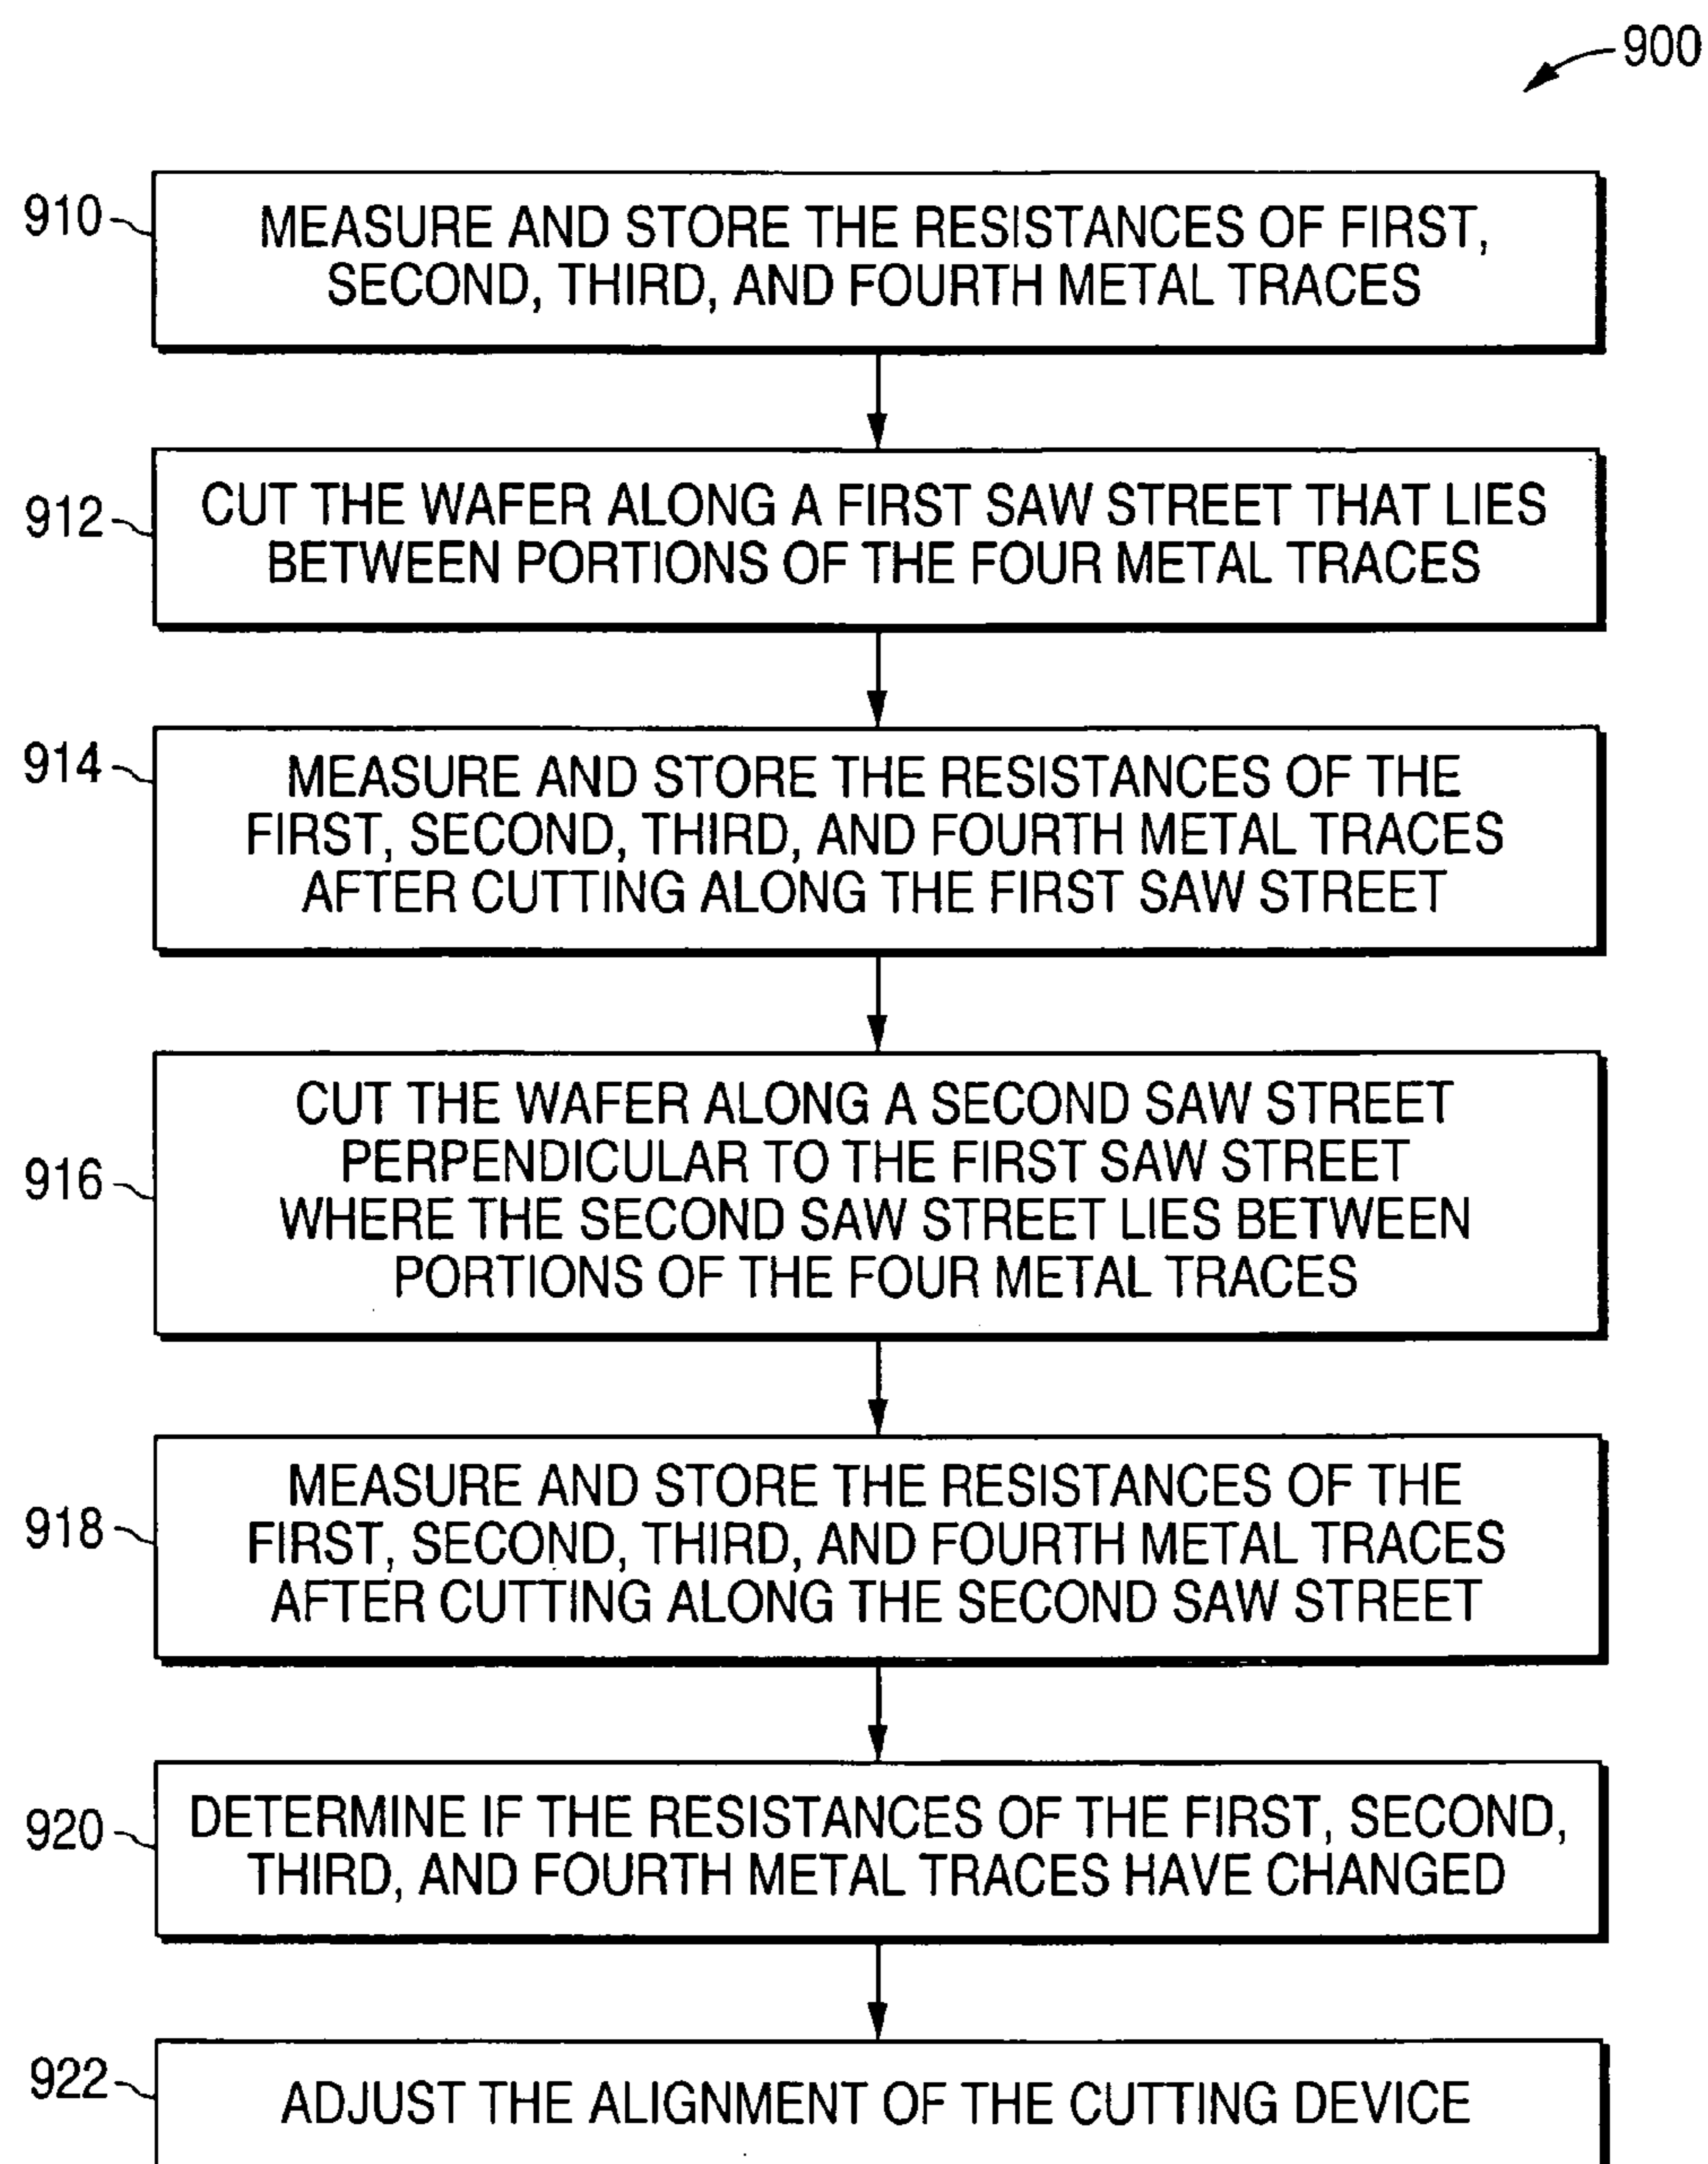 900
910
MEASURE AND STORE THE RESISTANCES OF FIRST,
SECOND, THIRD, AND FOURTH METAL TRACES
912
CUT THE WAFER ALONG A FIRST SAW STREET THAT LIES
BETWEEN PORTIONS OF THE FOUR METAL TRACES
914
MEASURE AND STORE THE RESISTANCES OF THE
FIRST, SECOND, THIRD, AND FOURTH METAL TRACES
AFTER CUTTING ALONG THE FIRST SAW STREET
916
CUT THE WAFER ALONG A SECOND SAW STREET
PERPENDICULAR TO THE FIRST SAW STREET
WHERE THE SECOND SAW STREET LIES BETWEEN
PORTIONS OF THE FOUR METAL TRACES
918
MEASURE AND STORE THE RESISTANCES OF THE
FIRST, SECOND, THIRD, AND FOURTH METAL TRACES
AFTER CUTTING ALONG THE SECOND SAW STREET
920
DETERMINE IF THE RESISTANCES OF THE FIRST, SECOND,
THIRD, AND FOURTH METAL TRACES HAVE CHANGED
922
ADJUST THE ALIGNMENT OF THE CUTTING DEVICE